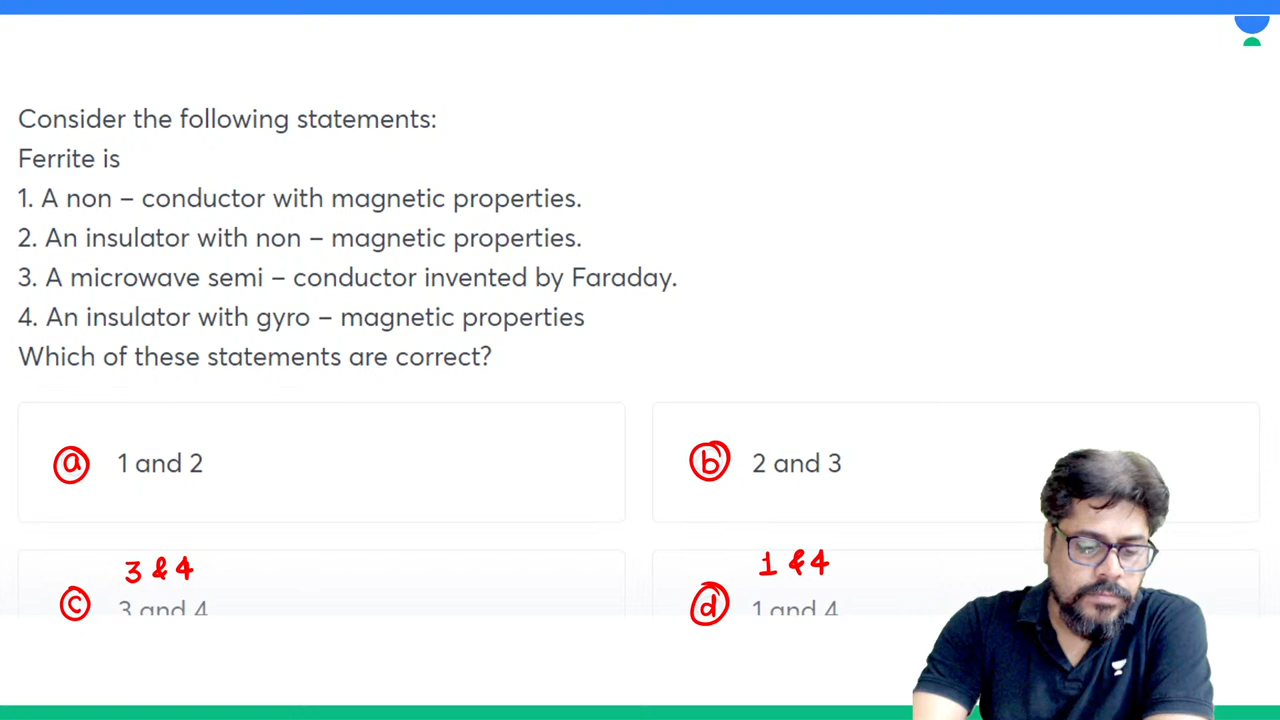 Consider the following statements:
Ferrite is
1. A non – conductor with magnetic properties.
2. An insulator with non – magnetic properties.
3. A microwave semi – conductor invented by Faraday.
4. An insulator with gyro – magnetic properties
Which of these statements are correct?
a 1 and 2
b 2 and 3
3 & 4
c 3 and 4
1 & 4
d 1 and 4